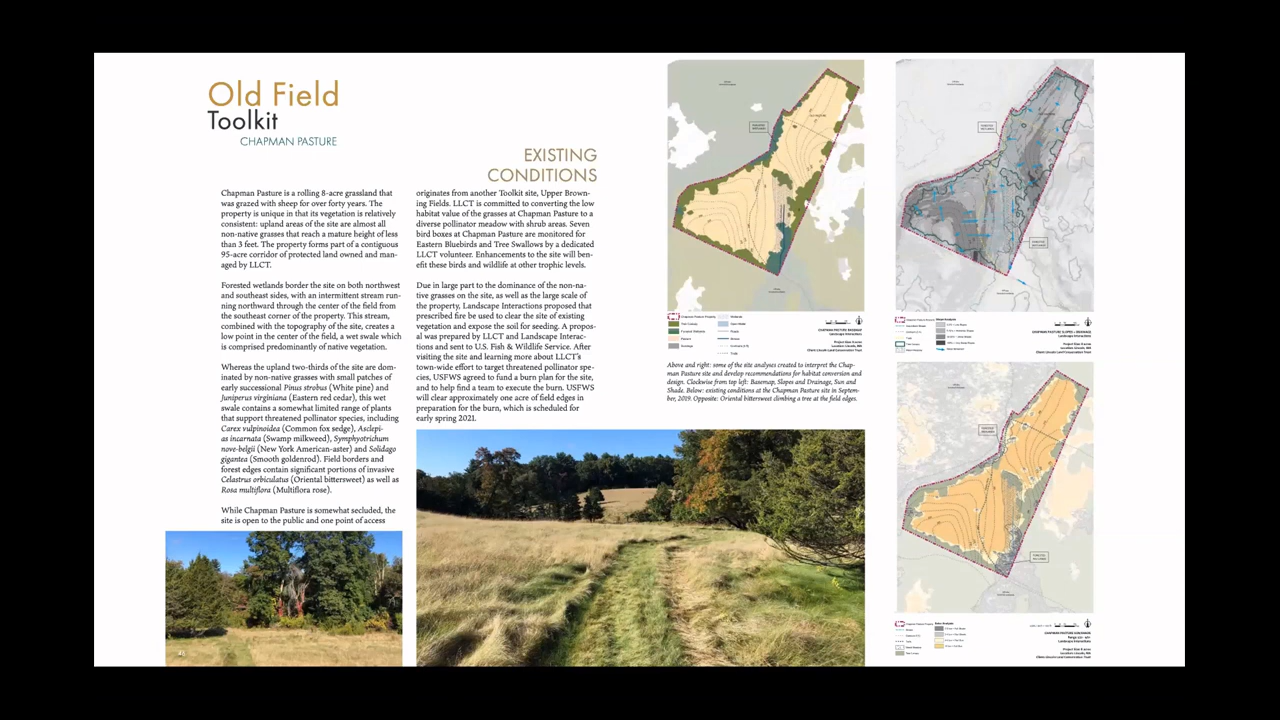 Old Field
Toolkit
CHAPMAN PASTURE
EXISTING
CONDITIONS
Chapman Pasture is a rolling 8-acre grassland that
was grazed with sheep for over forty years. The
property is unique in that its vegetation is relatively
consistent: upland areas of the site are almost all
non-native grasses that reach a mature height of less
than 3 feet. The property forms part of a contiguous
95-acre corridor of protected land owned and man-
aged by LLCT.
Forested wetlands border the site on both northwest
and southeast sides, with an intermittent stream run-
ning northward through the center of the field from
the southeast corner of the property. This stream,
combined with the topography of the site, creates a
low point in the center of the field, a wet swale which
is comprised predominantly of native vegetation.
Whereas the upland two-thirds of the site are dom-
inated by non-native grasses with small patches of
early successional Pinus strobus (White pine) and
Juniperus virginiana (Eastern red cedar), this wet
swale contains a somewhat limited range of plants
that support threatened pollinator species, including
Carex vulpinoidea (Common fox sedge), Asclepi-
as incarnata (Swamp milkweed), Symphyotrichum
nove-belgii (New York American-aster) and Solidago
gigantea (Smooth goldenrod). Field borders and
forest edges contain significant portions of invasive
Celastrus orbiculatus (Oriental bittersweet) as well as
Rosa multiflora (Multiflora rose).
While Chapman Pasture is somewhat secluded, the
site is open to the public and one point of access
originates from another Toolkit site, Upper Brown-
ing Fields. LLCT is committed to converting the low
habitat value of the grasses at Chapman Pasture to a
diverse pollinator meadow with shrub areas. Seven
bird boxes at Chapman Pasture are monitored for
Eastern Bluebirds and Tree Swallows by a dedicated
LLCT volunteer. Enhancements to the site will ben-
efit these birds and wildlife at other trophic levels.
Due in large part to the dominance of the non-na-
tive grasses on the site, as well as the large scale of
the property, Landscape Interactions proposed that
prescribed fire be used to clear the site of existing
vegetation and expose the soil for seeding. A propos-
al was prepared by LLCT and Landscape Interac-
tions and sent to U.S. Fish & Wildlife Service. After
visiting the site and learning more about LLCT's
town-wide effort to target threatened pollinator spe-
cies, USFWS agreed to fund a burn plan for the site,
and to help find a team to execute the burn. USFWS
will clear approximately one acre of field edges in
preparation for the burn, which is scheduled for
early spring 2021.
Above and right: some of the site analyses created to interpret the Chap-
man Pasture site and develop recommendations for habitat conversion and
design. Clockwise from top left: Basemap, Slopes and Drainage, Sun and
Shade. Below: existing conditions at the Chapman Pasture site in Septem-
ber, 2019. Opposite: Oriental bittersweet climbing a tree at the field edges.